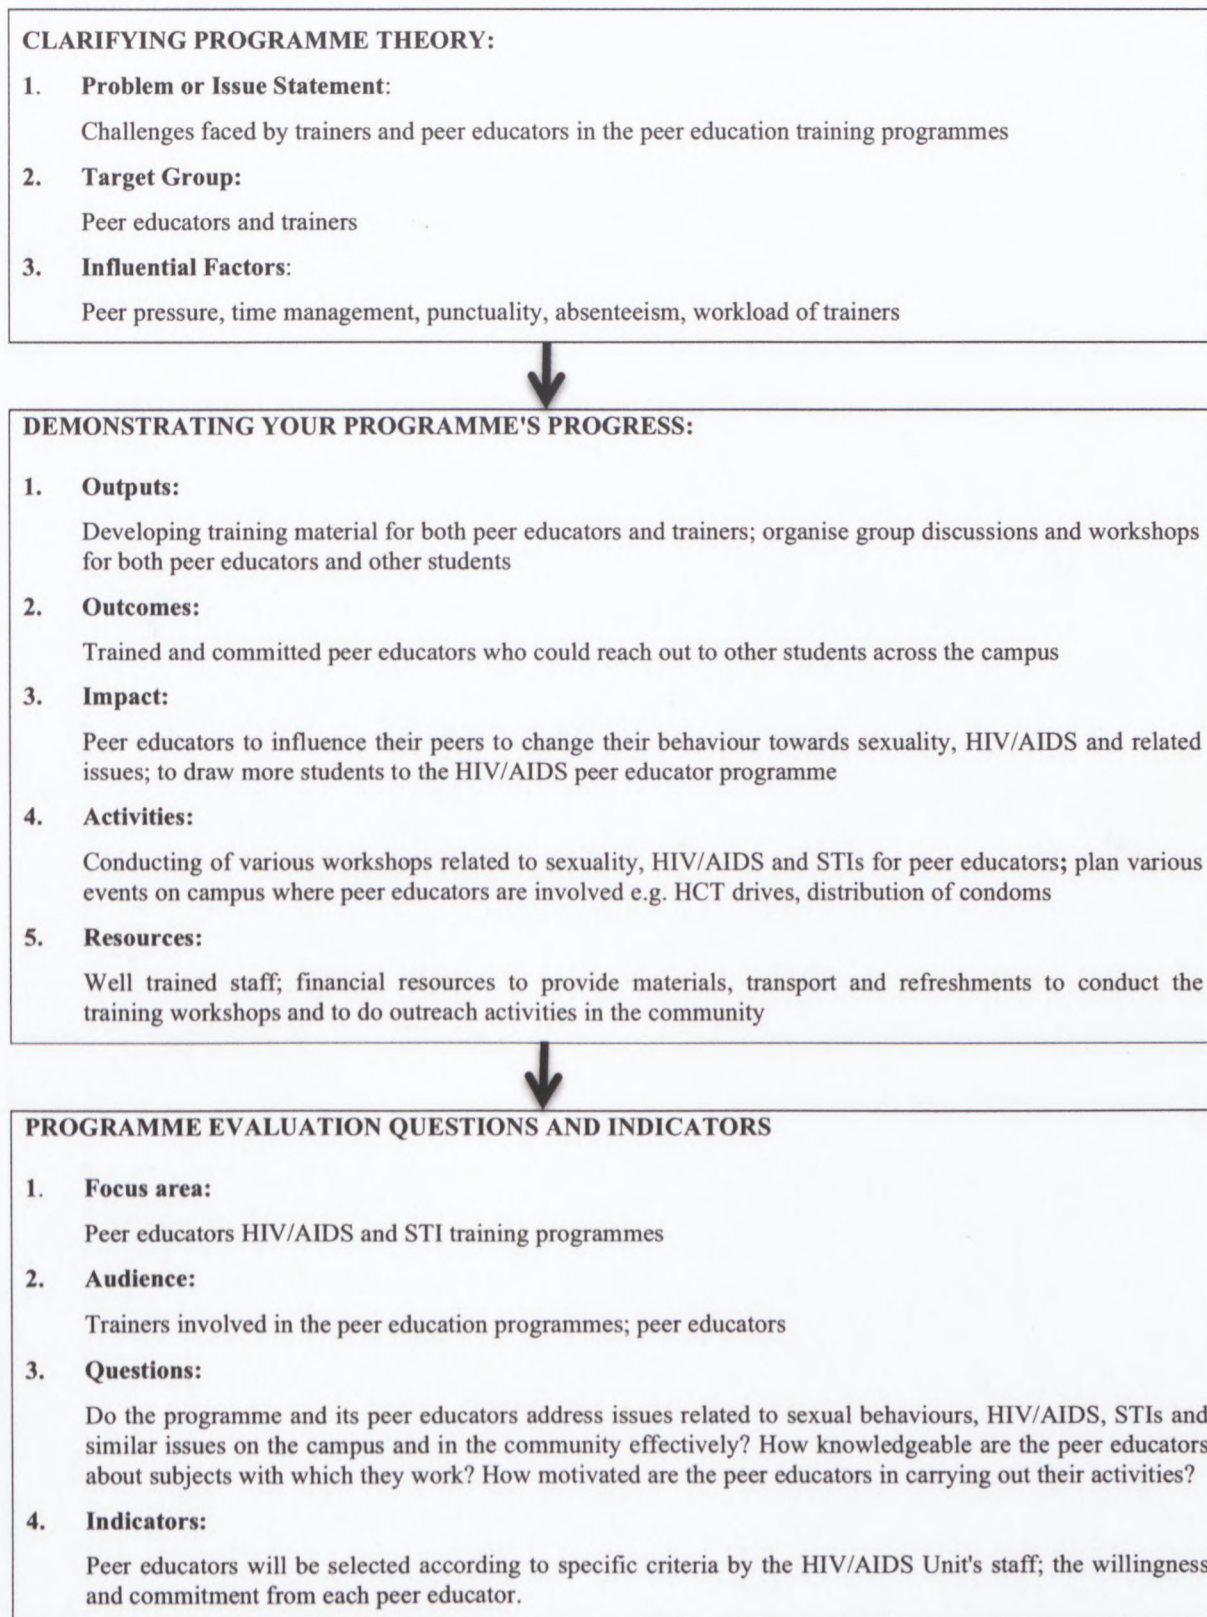 CLARIFYING PROGRAMME THEORY:
1. Problem or Issue Statement:
Challenges faced by trainers and peer educators in the peer education training programmes
2. Target Group:
Peer educators and trainers
3. Influential Factors:
Peer pressure, time management, punctuality, absenteeism, workload of trainers
DEMONSTRATING YOUR PROGRAMME'S PROGRESS:
1. Outputs:
Developing training material for both peer educators and trainers; organise group discussions and workshops
for both peer educators and other students
2. Outcomes:
Trained and committed peer educators who could reach out to other students across the campus
3. Impact:
Peer educators to influence their peers to change their behaviour towards sexuality, HIV/AIDS and related
issues; to draw more students to the HIV/AIDS peer educator programme
4. Activities:
Conducting of various workshops related to sexuality, HIV/AIDS and STIs for peer educators; plan various
events on campus where peer educators are involved e.g. HCT drives, distribution of condoms
5. Resources:
Well trained staff; financial resources to provide materials, transport and refreshments to conduct the
training workshops and to do outreach activities in the community
PROGRAMME EVALUATION QUESTIONS AND INDICATORS
1. Focus area:
Peer educators HIV/AIDS and STI training programmes
2. Audience:
Trainers involved in the peer education programmes; peer educators
3. Questions:
Do the programme and its peer educators address issues related to sexual behaviours, HIV/AIDS, STIs and
similar issues on the campus and in the community effectively? How knowledgeable are the peer educators
about subjects with which they work? How motivated are the peer educators in carrying out their activities?
4. Indicators:
Peer educators will be selected according to specific criteria by the HIV/AIDS Unit's staff; the willingness
and commitment from each peer educator.